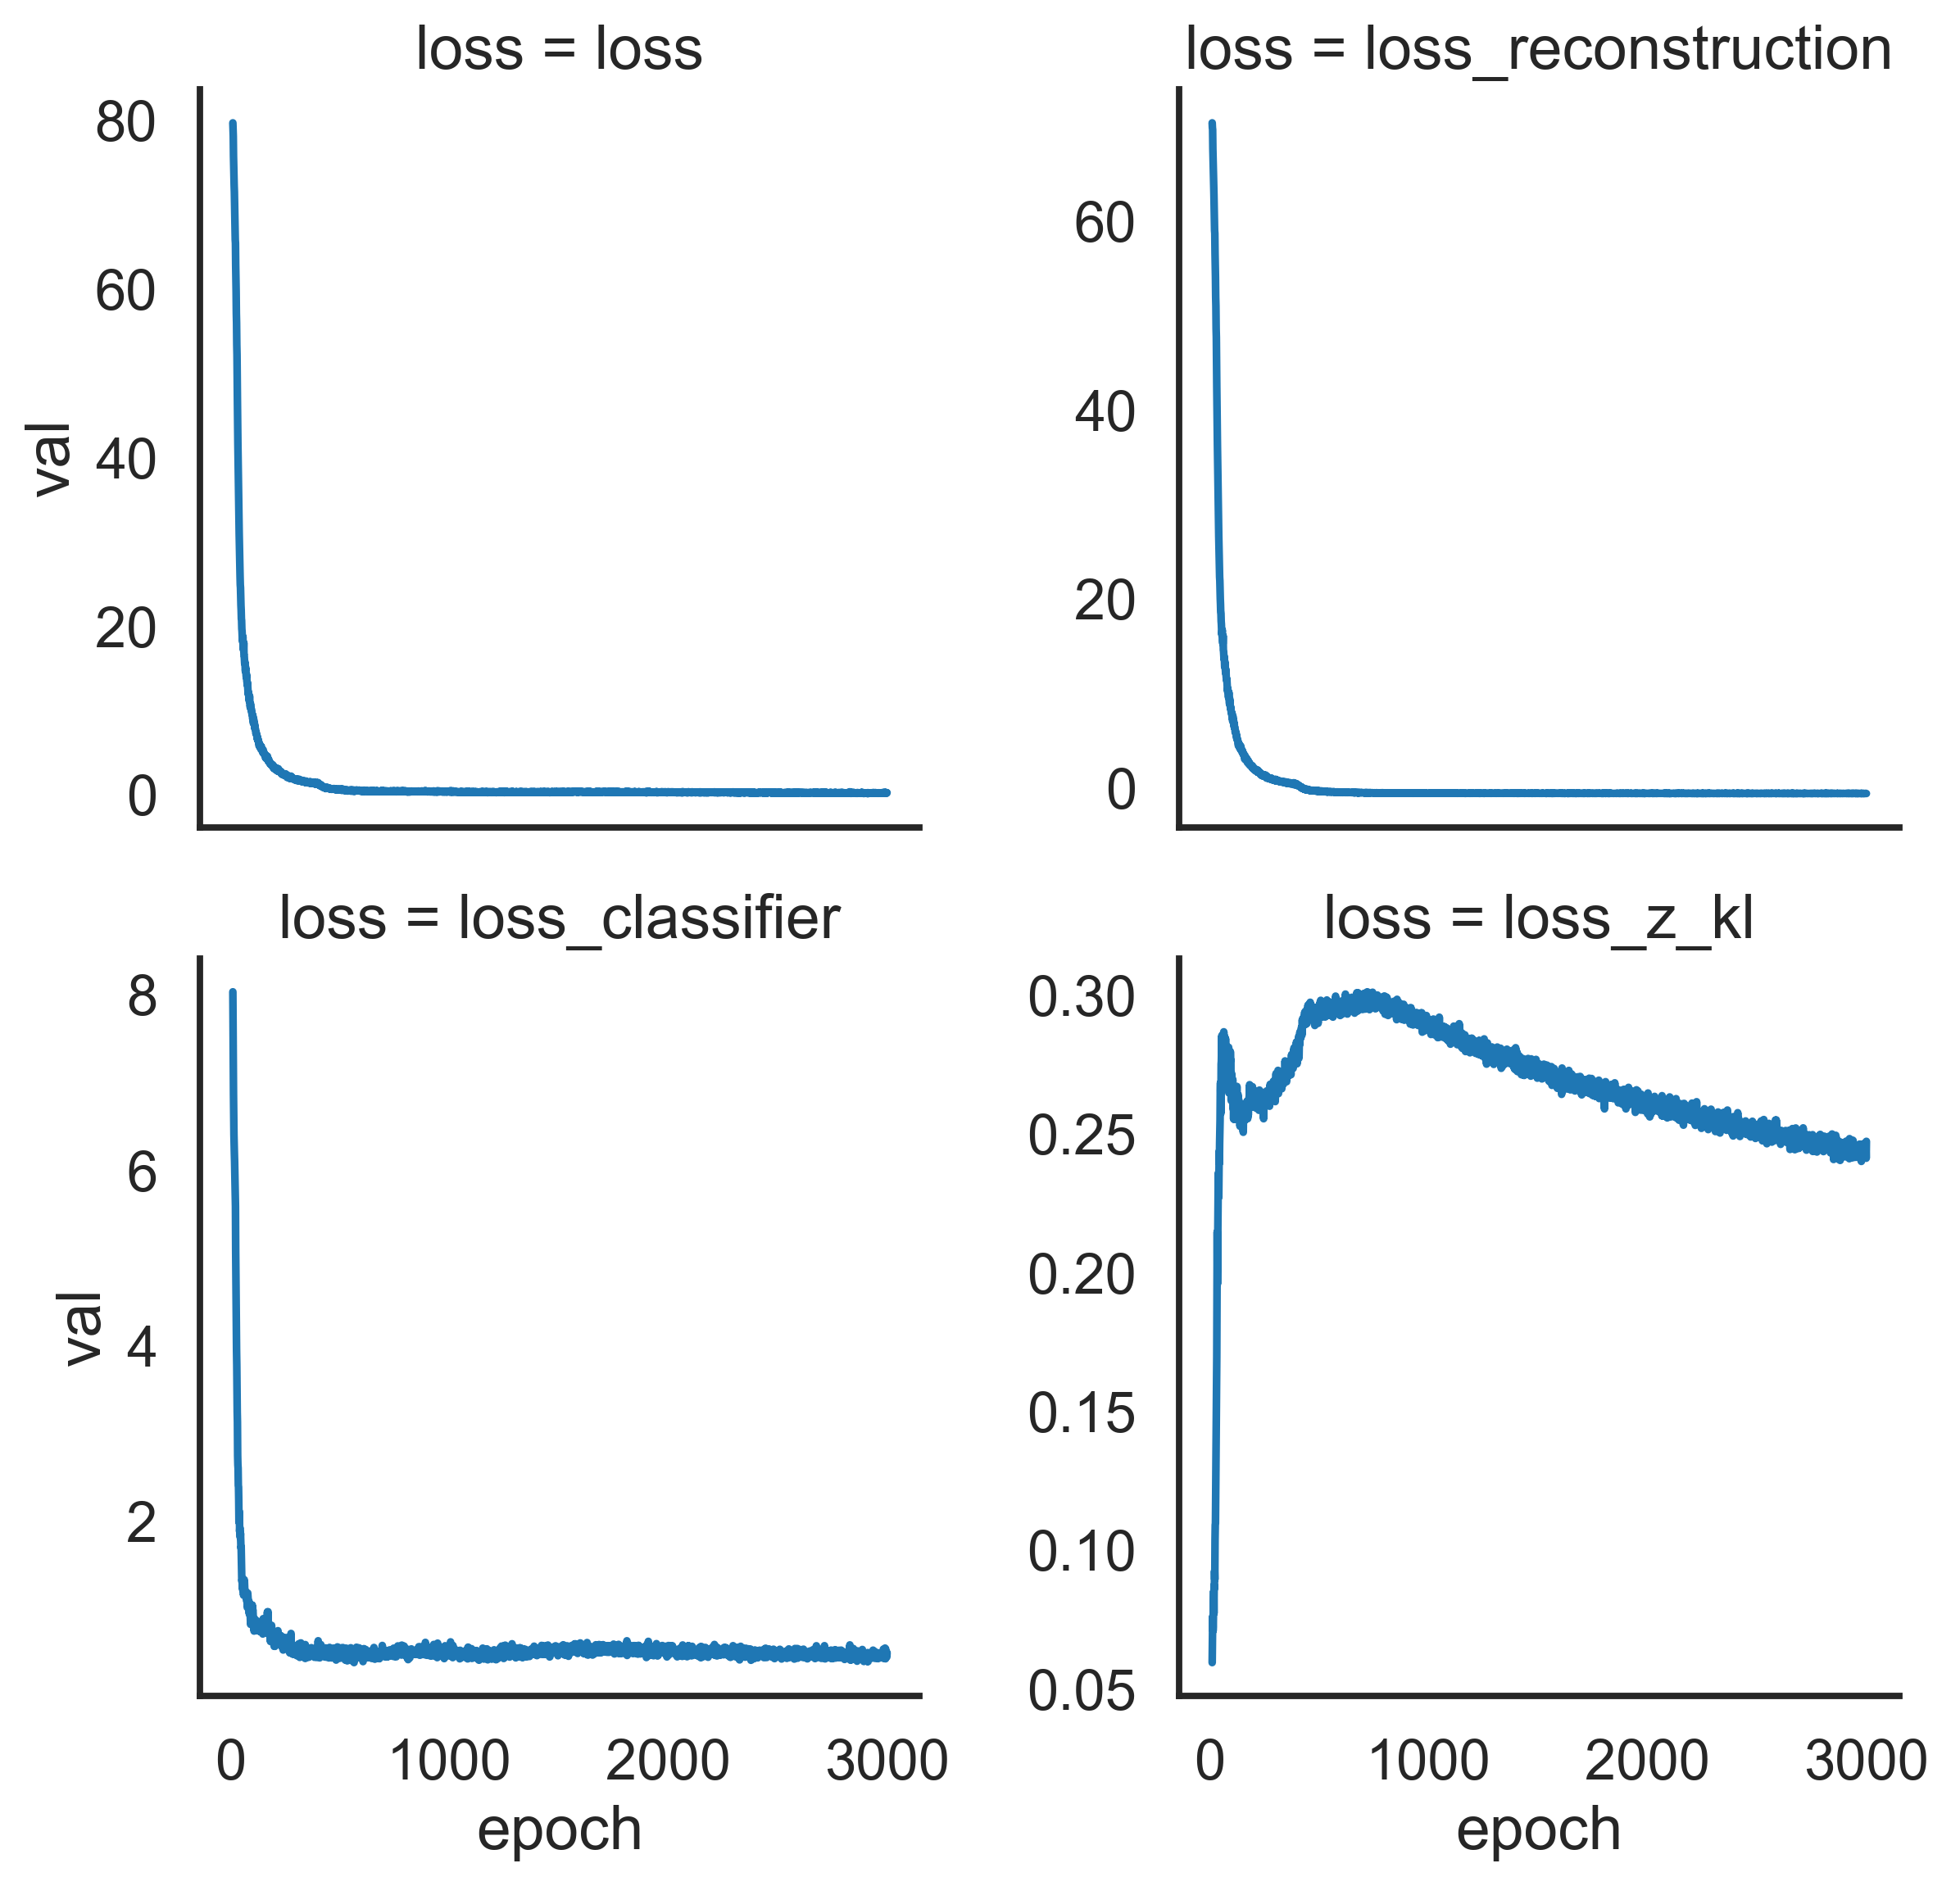 loss = loss
80
60
40
20
0
val
loss = loss_reconstruction
60
40
20
0
loss = loss_classifier
8
6
4
2
val
0 1000 2000 3000
epoch
loss = loss_z_kl
0.30
0.25
0.20
0.15
0.10
0.05
0 1000 2000 3000
epoch